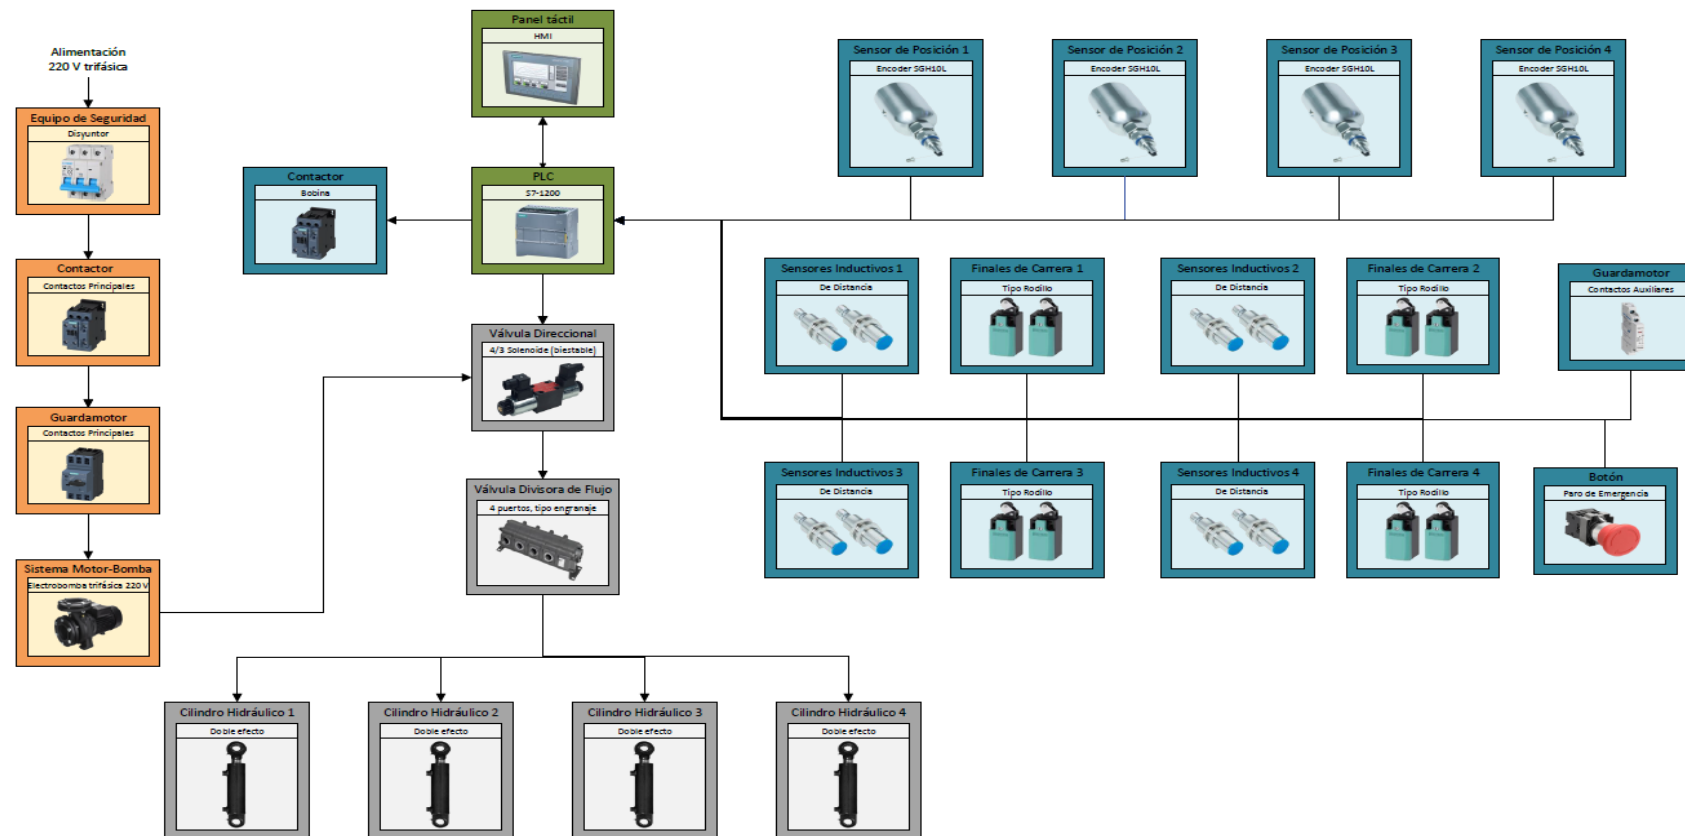 Alimentación
220 V trifásica
Equipo de Seguridad
Disyuntor
Contactor
Contactos Principales
Guardamotor
Contactos Principales
Sistema Motor-Bomba
Electrobomba trifásica 220 V
Panel táctil
HMI
Contactor
Bobina
PLC
S7-1200
Válvula Direccional
4/3 Solenoide (biestable)
Válvula Divisora de Flujo
4 puertos, tipo engranaje
Cilindro Hidráulico 1
Doble efecto
Cilindro Hidráulico 2
Doble efecto
Cilindro Hidráulico 3
Doble efecto
Cilindro Hidráulico 4
Doble efecto
Sensor de Posición 1
Encoder SGH10L
Sensor de Posición 2
Encoder SGH10L
Sensor de Posición 3
Encoder SGH10L
Sensor de Posición 4
Encoder SGH10L
Sensores Inductivos 1
De Distancia
Finales de Carrera 1
Tipo Rodillo
Sensores Inductivos 2
De Distancia
Finales de Carrera 2
Tipo Rodillo
Guardamotor
Contactos Auxiliares
Sensores Inductivos 3
De Distancia
Finales de Carrera 3
Tipo Rodillo
Sensores Inductivos 4
De Distancia
Finales de Carrera 4
Tipo Rodillo
Botón
Paro de Emergencia